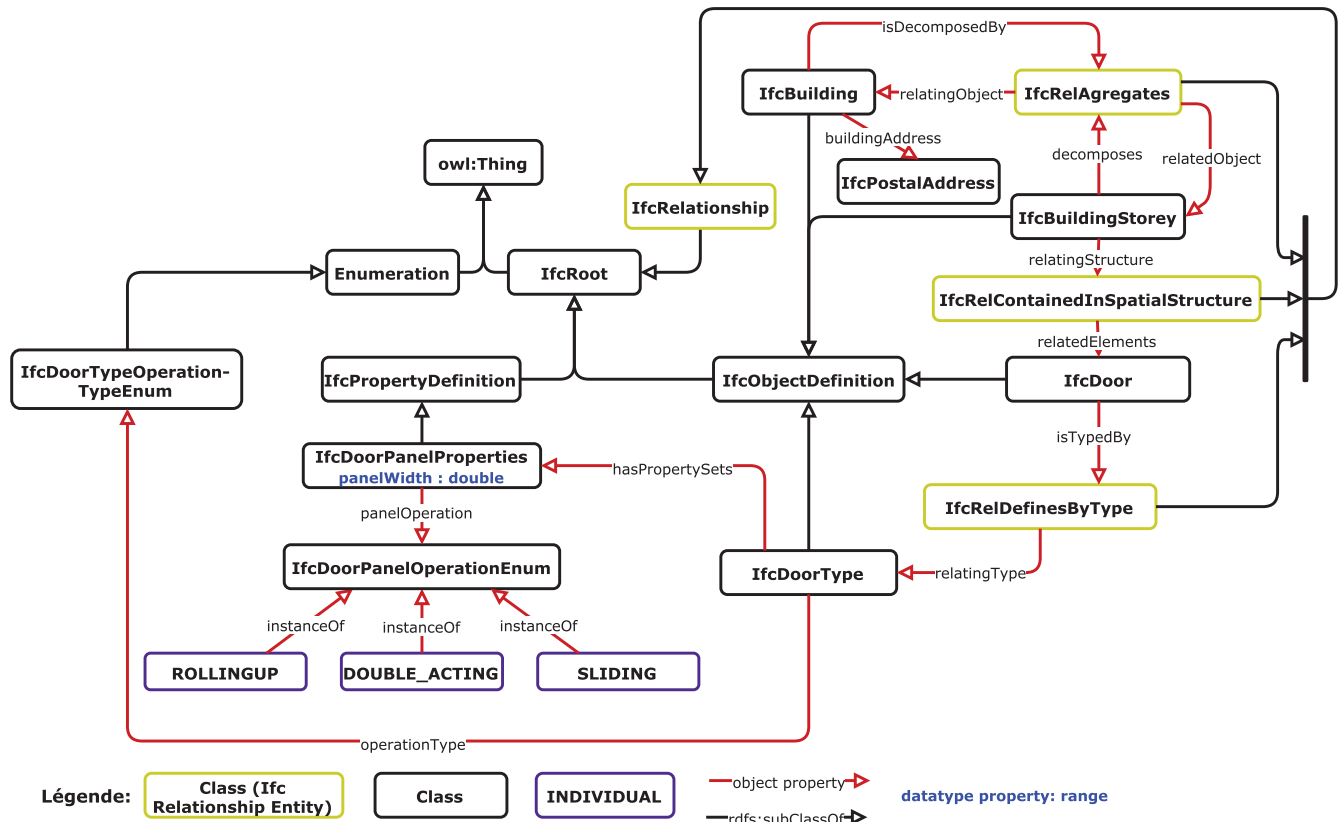 isDecomposedBy
IfcBuilding
relatingObject
IfcRelAgregates
buildingAddress
decomposes
relatedObject
owl:Thing
IfcPostalAddress
IfcRelationship
IfcBuildingStorey
Enumeration
IfcRoot
relatingStructure
IfcRelContainedInSpatialStructure
relatedElements
IfcDoorTypeOperation-
TypeEnum
IfcPropertyDefinition
IfcObjectDefinition
IfcDoor
isTypedBy
IfcDoorPanelProperties
panelWidth : double
hasPropertySets
panelOperation
IfcRelDefinesByType
IfcDoorPanelOperationEnum
IfcDoorType
relatingType
instanceOf
instanceOf
instanceOf
ROLLINGUP
DOUBLE_ACTING
SLIDING
operationType
Légende:
Class (Ifc
Relationship Entity)
Class
INDIVIDUAL
object property
datatype property: range
rdfs:subClassOf